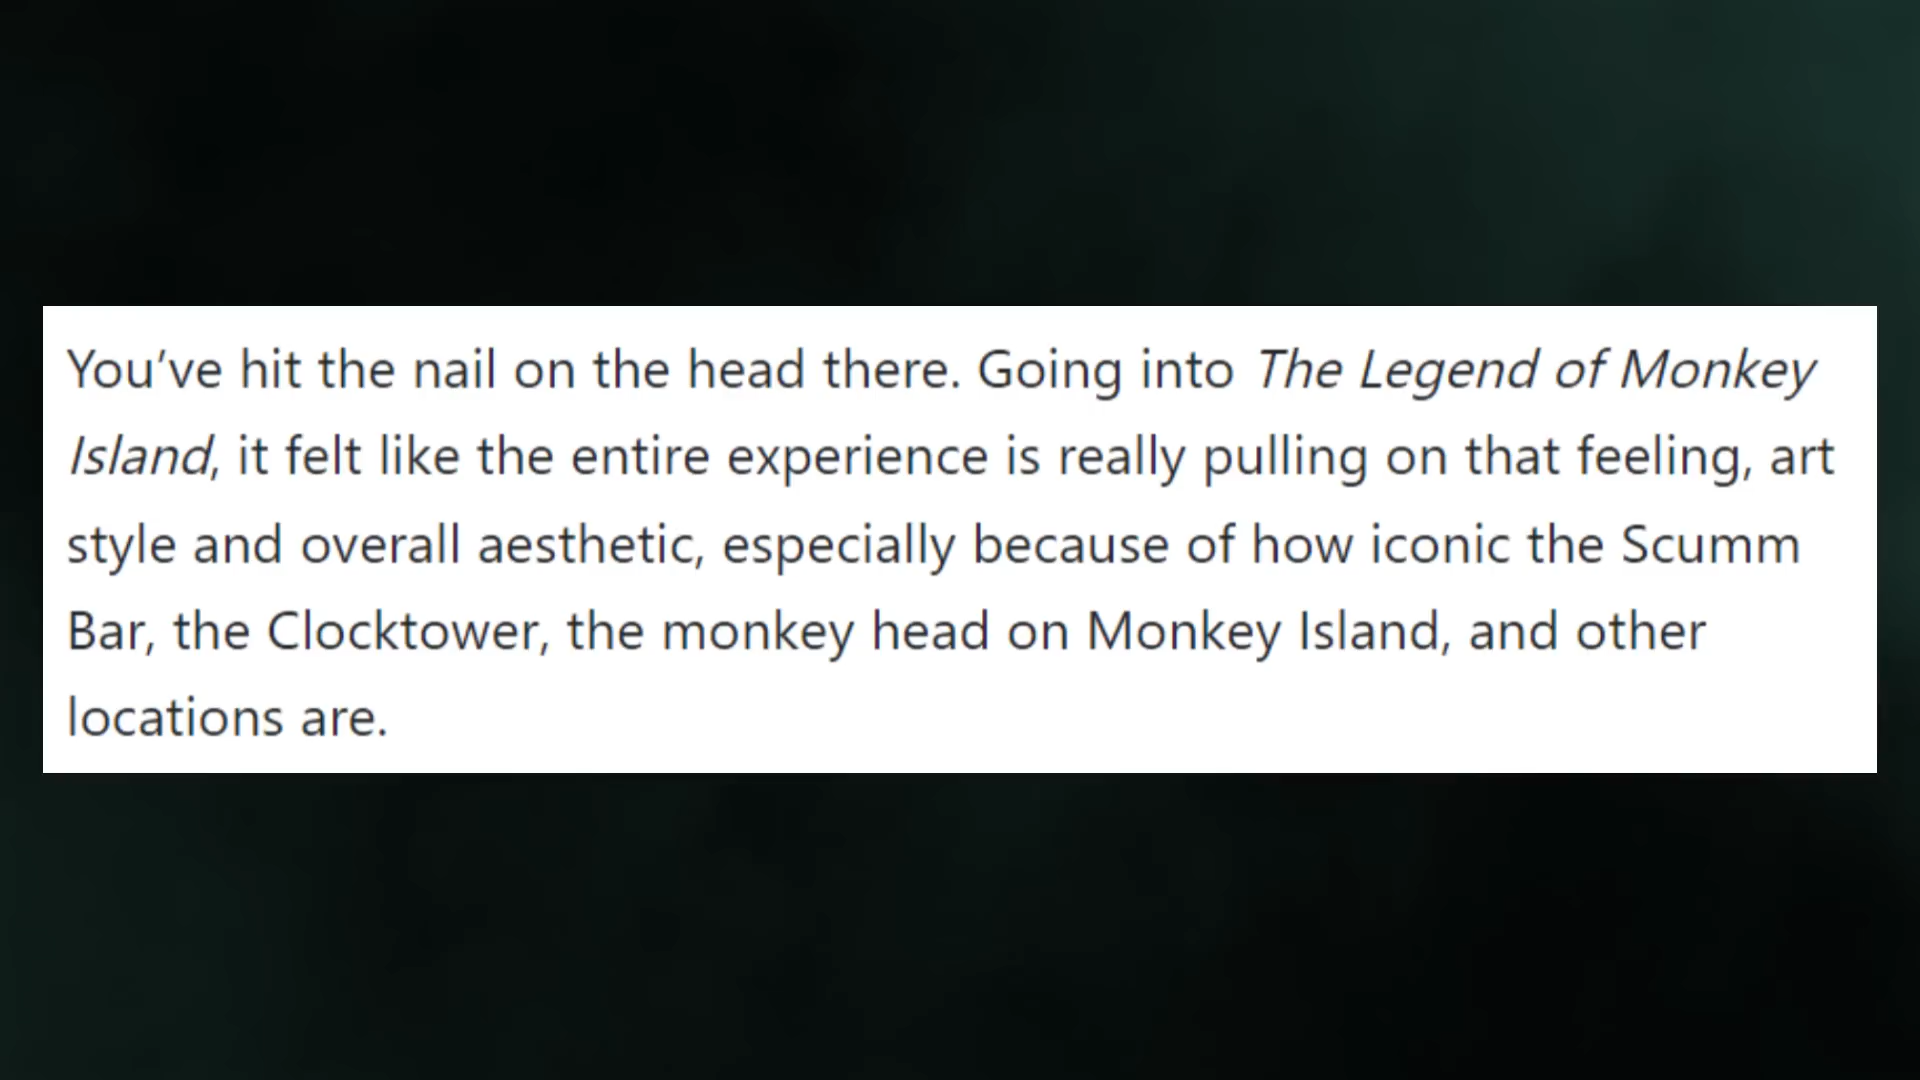 You’ve hit the nail on the head there. Going into The Legend of Monkey
Island, it felt like the entire experience is really pulling on that feeling, art
style and overall aesthetic, especially because of how iconic the Scumm
Bar, the Clocktower, the monkey head on Monkey Island, and other
locations are.